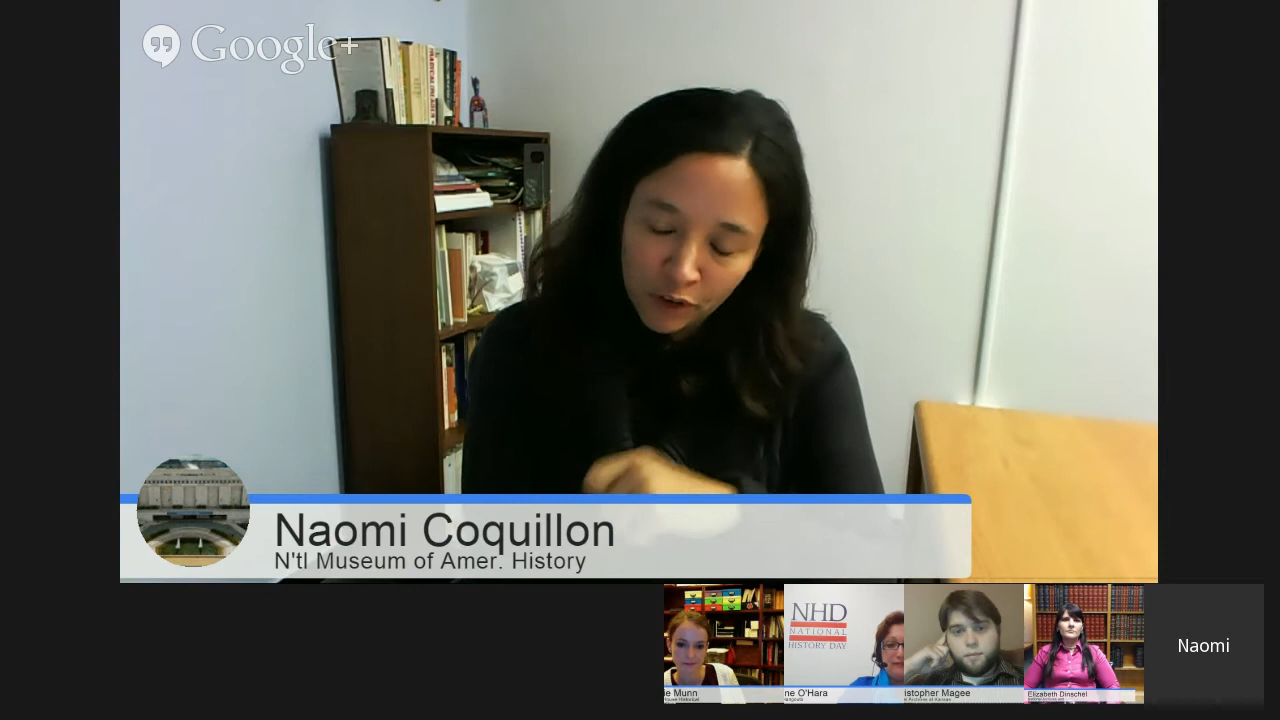 Google+
Naomi Coquillon
N'tl Museum of Amer. History
NHD
NATIONAL
HISTORY DAY
ie Munn
ne O'Hara
istopher Magee
Elizabeth Dinschel
Naomi